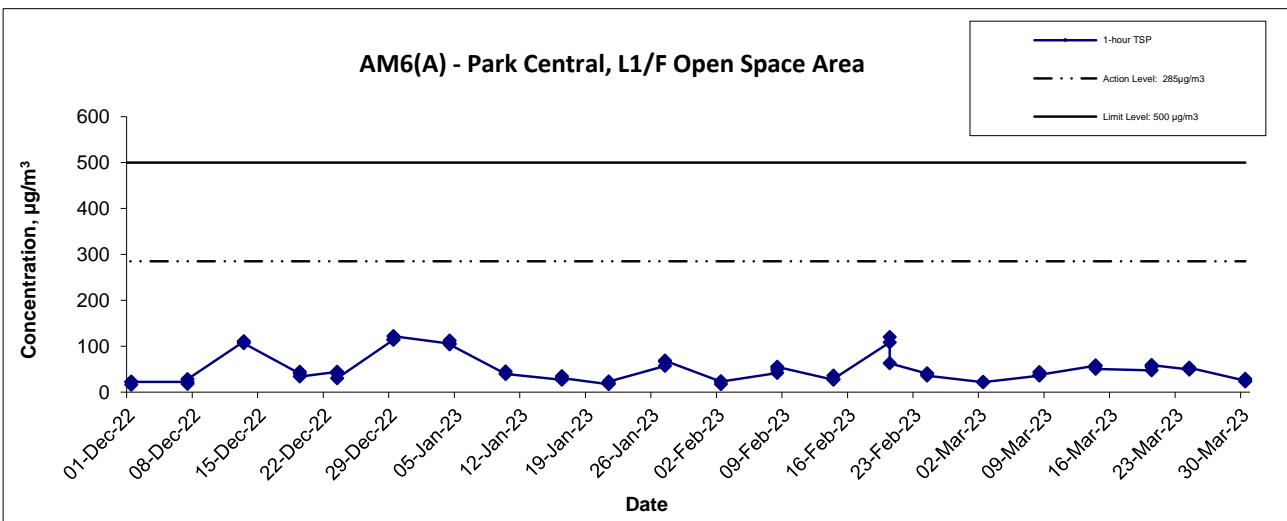 1-hour TSP
Action Level:  285µg/m3
Limit Level: 500 µg/m3
AM6(A) - Park Central, L1/F Open Space Area
Concentration, µg/m³
600
500
400
300
200
100
0
01-Dec-22
08-Dec-22
15-Dec-22
22-Dec-22
29-Dec-22
05-Jan-23
12-Jan-23
19-Jan-23
26-Jan-23
02-Feb-23
09-Feb-23
16-Feb-23
23-Feb-23
02-Mar-23
09-Mar-23
16-Mar-23
23-Mar-23
30-Mar-23
Date